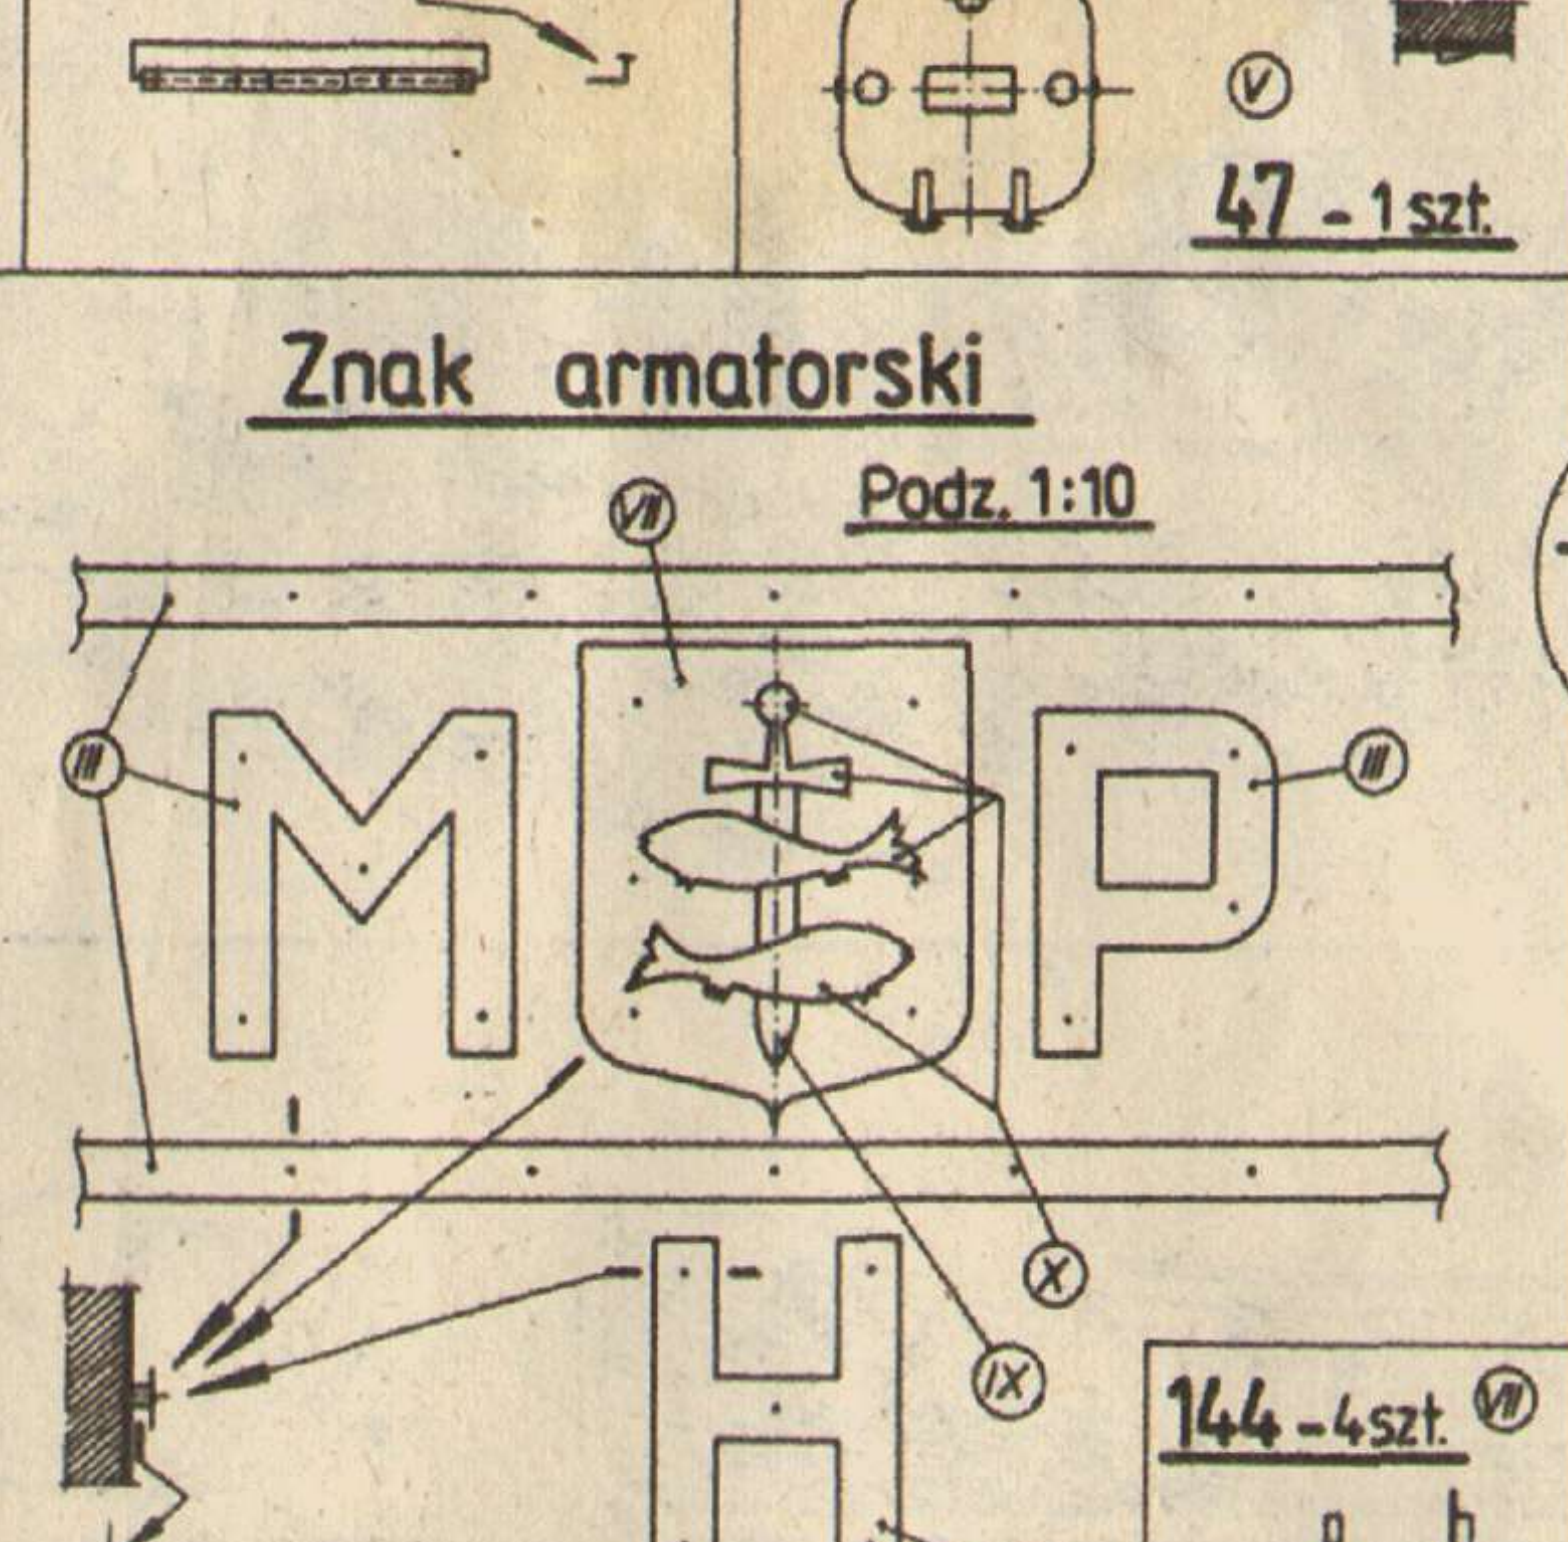 V
47 - 1 szt.
Znak armatorski
Podz. 1:10
VII
III
M P
III
X
H
IX
144 - 4 szt. VII